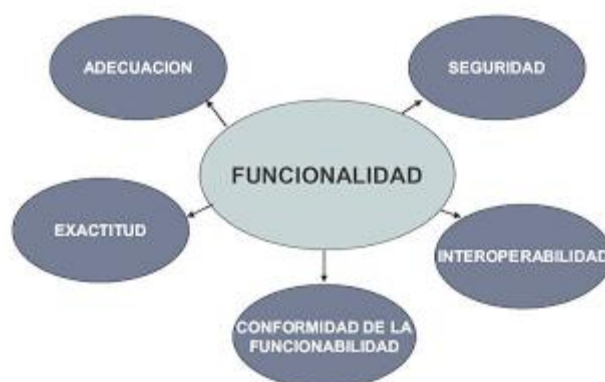 ADECUACION
SEGURIDAD
FUNCIONALIDAD
EXACTITUD
INTEROPERABILIDAD
CONFORMIDAD DE LA
FUNCIONABILIDAD